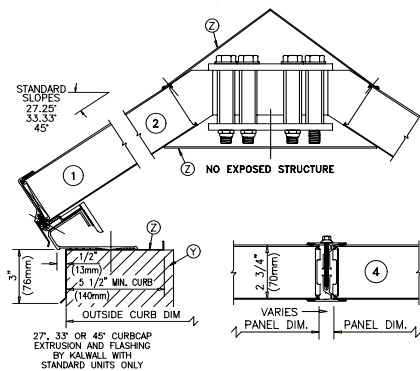 Z
STANDARD
SLOPES
27.25°
33.33°
45°
2
Z
NO EXPOSED STRUCTURE
1
Z
Y
3"
(76mm)
1/2"
(13mm)
5 1/2" MIN. CURB
(140mm)
OUTSIDE CURB DIM
27°, 33° OR 45° CURBCAP
EXTRUSION AND FLASHING
BY KALWALL WITH
STANDARD UNITS ONLY
2 3/4"
(70mm)
4
VARIES
PANEL DIM.
PANEL DIM.